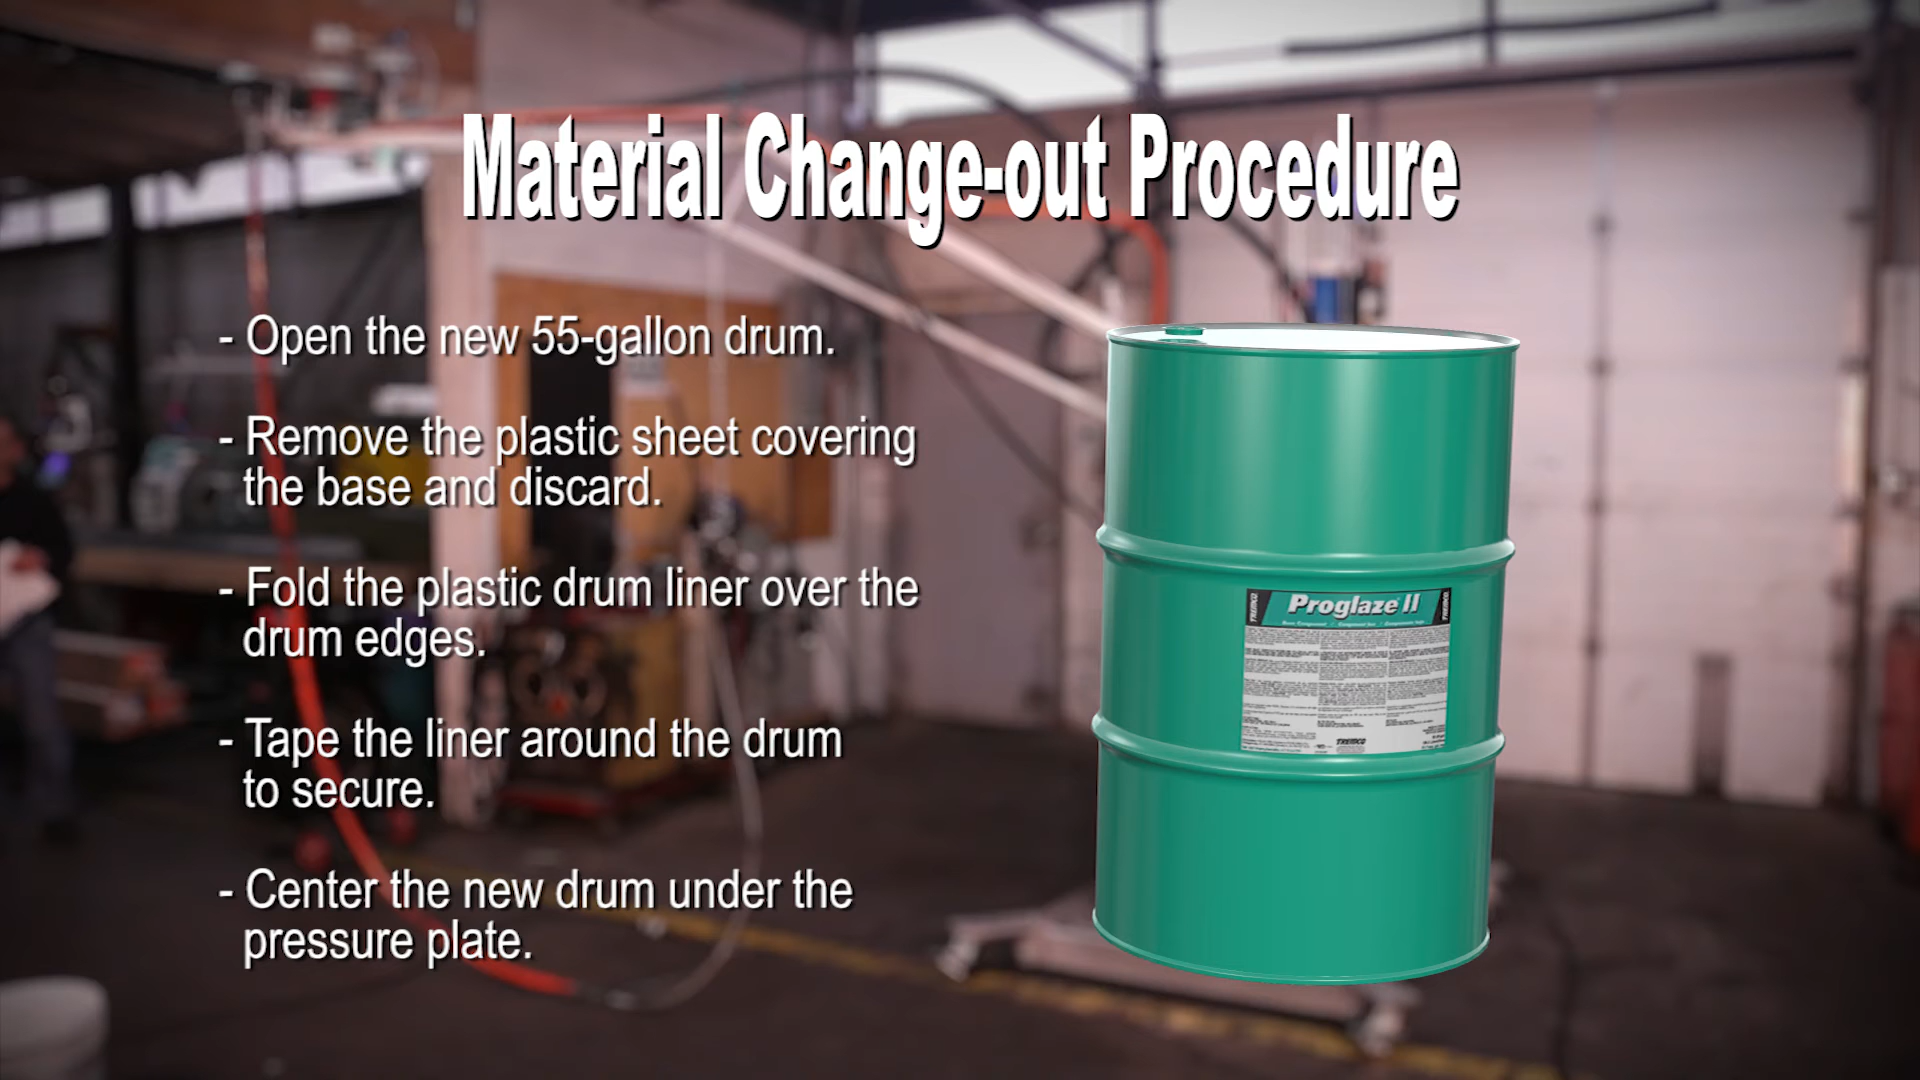 Material Change-out Procedure
- Open the new 55-gallon drum.
- Remove the plastic sheet covering
the base and discard.
- Fold the plastic drum liner over the
drum edges.
- Tape the liner around the drum
to secure.
- Center the new drum under the
pressure plate.
TREMCO
Proglaze II
TREMCO
TREMCO